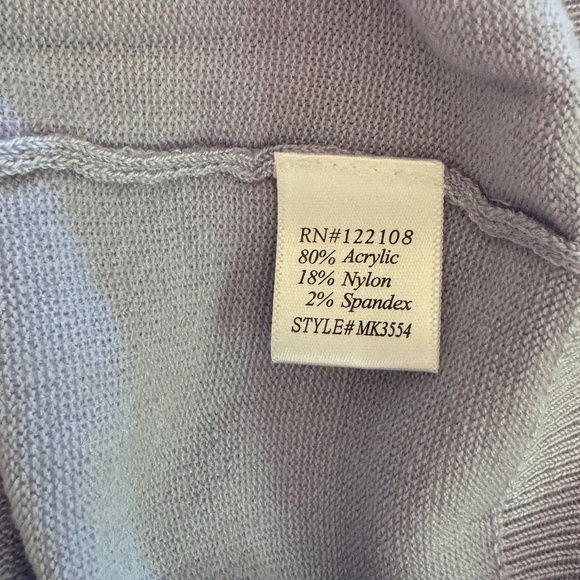 RN#122108
80% Acrylic
18% Nylon
2% Spandex
STYLE# MK3554